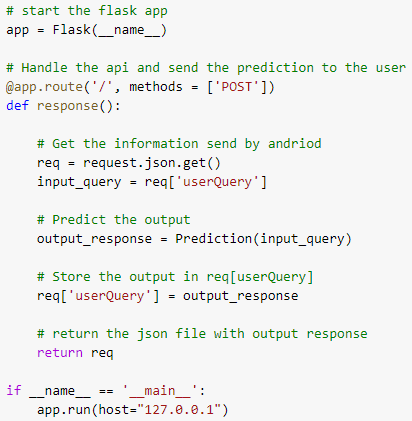 # start the flask app
app = Flask(__name__)
# Handle the api and send the prediction to the user
@app.route('/', methods = ['POST'])
def response():
# Get the information send by andriod
req = request.json.get()
input_query = req['userQuery']
# Predict the output
output_response = Prediction(input_query)
# Store the output in req[userQuery]
req['userQuery'] = output_response
# return the json file with output response
return req
if __name__ == '__main__':
app.run(host="127.0.0.1")